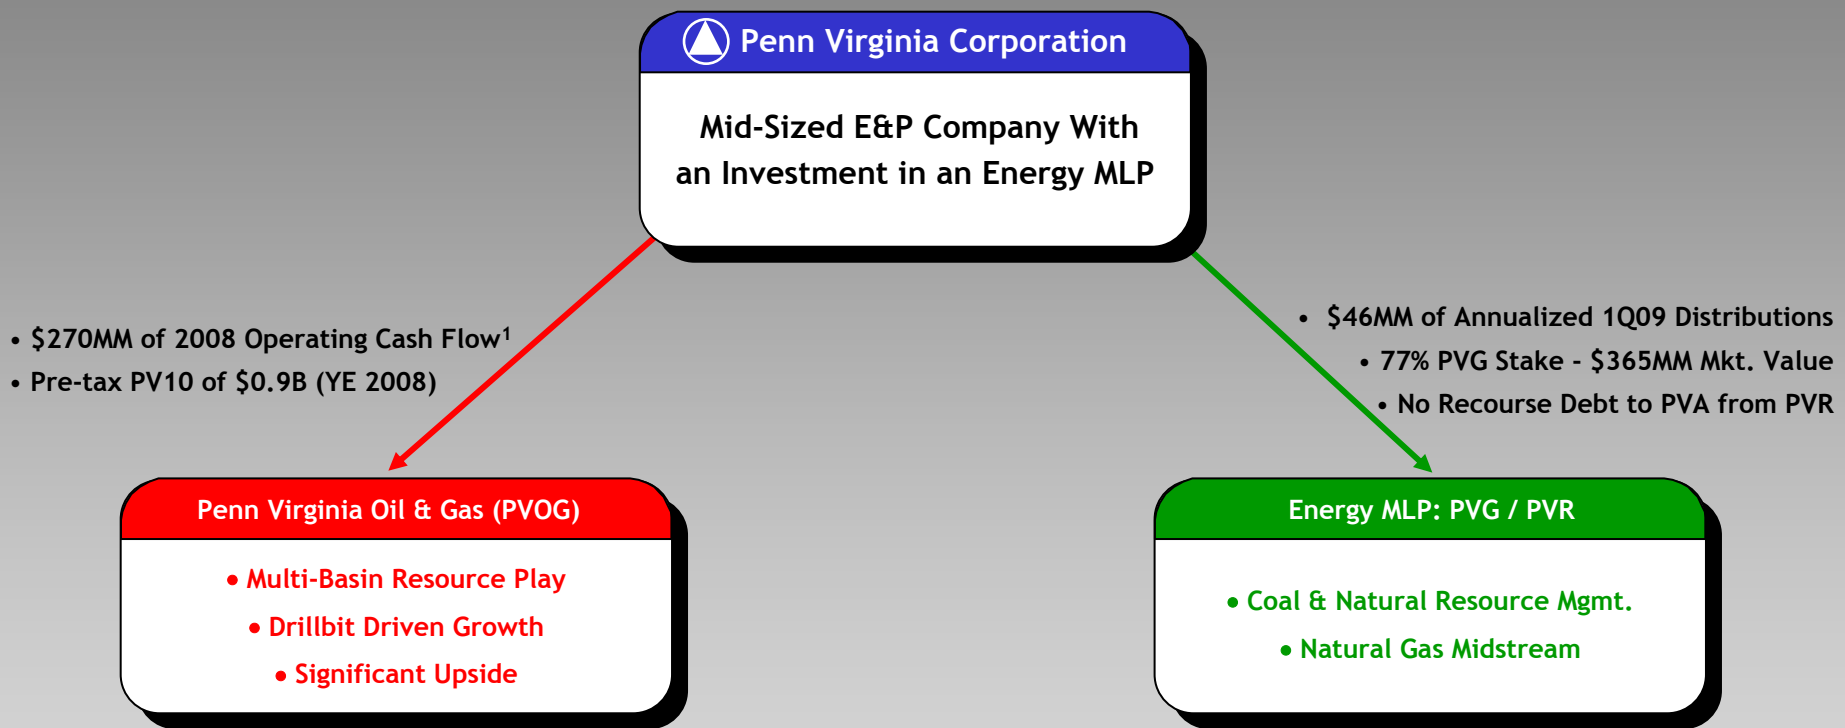 Penn Virginia Corporation
Mid-Sized E&P Company With
an Investment in an Energy MLP
• $270MM of 2008 Operating Cash Flow¹
• Pre-tax PV10 of $0.9B (YE 2008)
• $46MM of Annualized 1Q09 Distributions
• 77% PVG Stake - $365MM Mkt. Value
• No Recourse Debt to PVA from PVR
Penn Virginia Oil & Gas (PVOG)
• Multi-Basin Resource Play
• Drillbit Driven Growth
• Significant Upside
Energy MLP: PVG / PVR
• Coal & Natural Resource Mgmt.
• Natural Gas Midstream